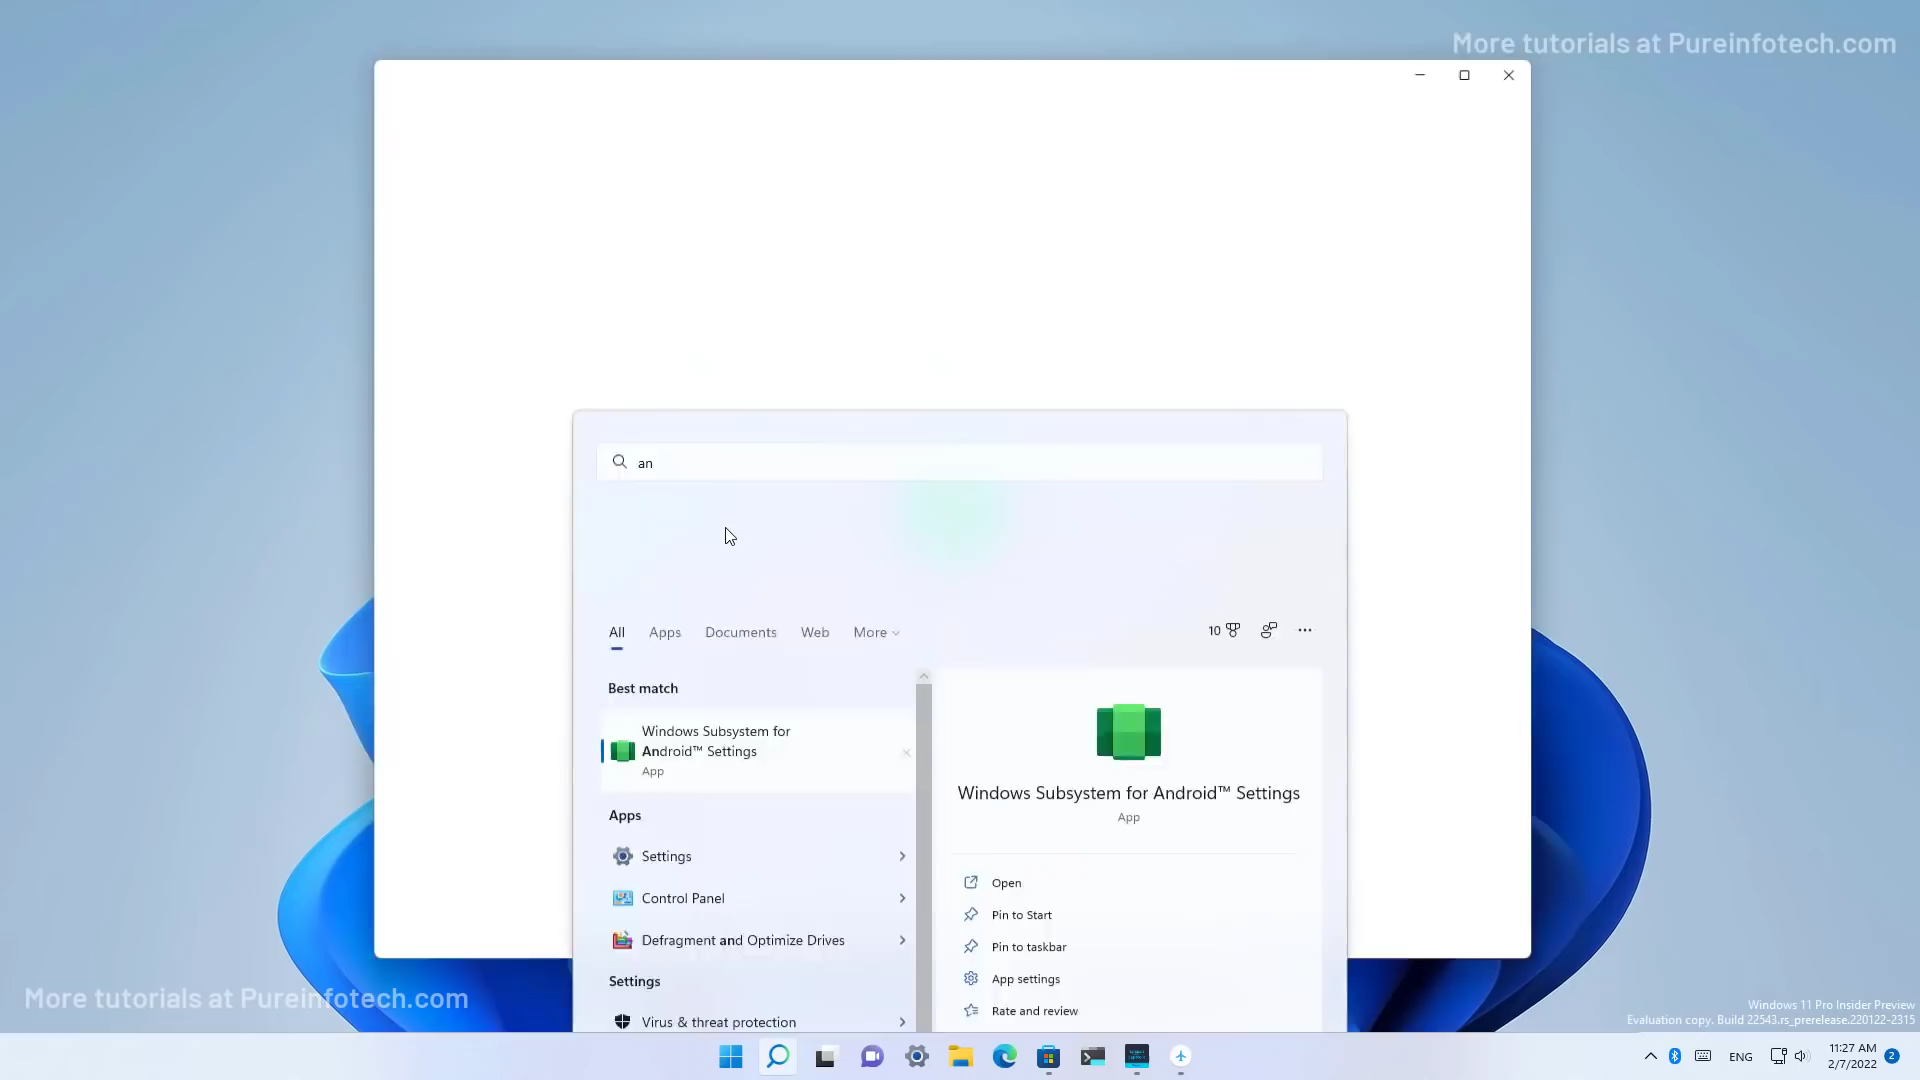 More tutorials at Pureinfotech.com
an
All Apps Documents Web More
10
Best match
Windows Subsystem for
Android™ Settings
App
Apps
Settings
Control Panel
Defragment and Optimize Drives
Settings
Virus & threat protection
Windows Subsystem for Android™ Settings
App
Open
Pin to Start
Pin to taskbar
App settings
Rate and review
More tutorials at Pureinfotech.com
Windows 11 Pro Insider Preview
Evaluation copy. Build 22543.rs_prerelease.220122-2315
ENG
11:27 AM
2/7/2022
2